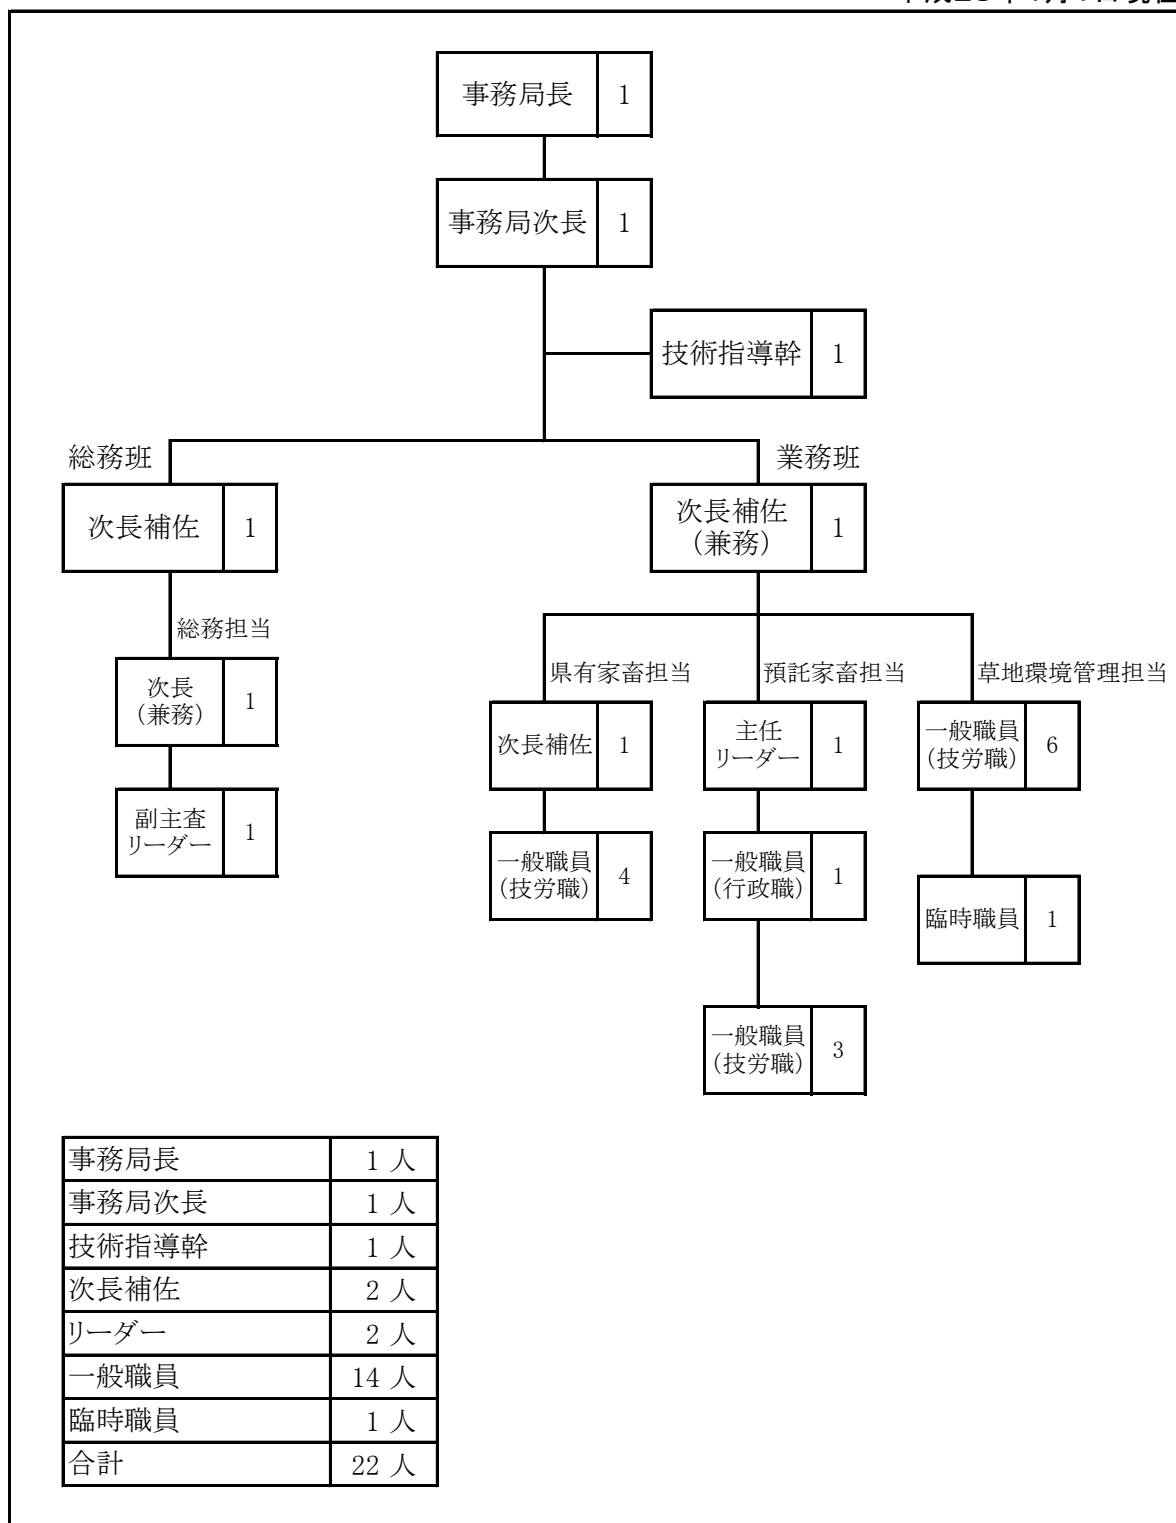 事務局長 1
事務局次長 1
技術指導幹 1
総務班
業務班
次長補佐 1
次長補佐
（兼務） 1
総務担当
県有家畜担当
預託家畜担当
草地環境管理担当
次長
（兼務） 1
次長補佐 1
主任
リーダー 1
一般職員
（技労職） 6
副主査
リーダー 1
一般職員
（技労職） 4
一般職員
（行政職） 1
臨時職員 1
一般職員
（技労職） 3
事務局長 1 人
事務局次長 1 人
技術指導幹 1 人
次長補佐 2 人
リーダー 2 人
一般職員 14 人
臨時職員 1 人
合計 22 人